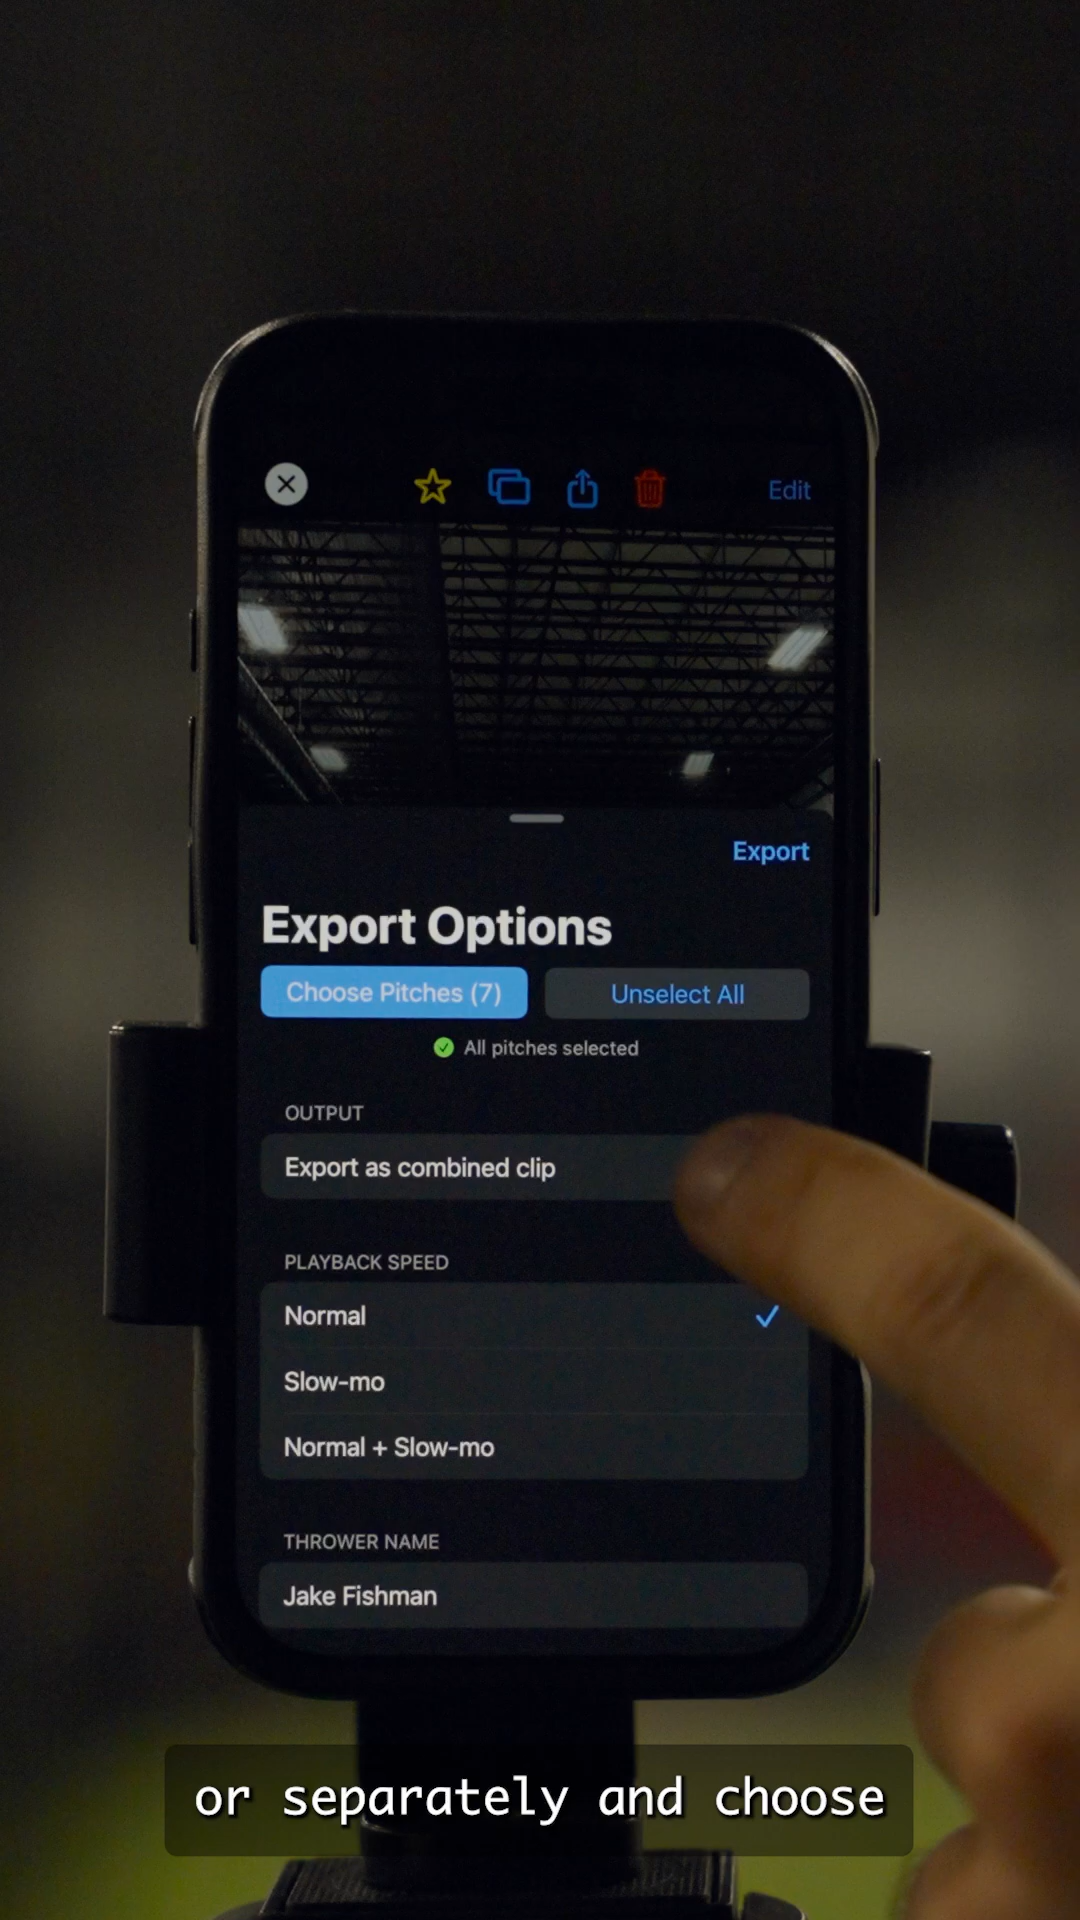 Edit
Export
Export Options
Choose Pitches (7)
Unselect All
All pitches selected
OUTPUT
Export as combined clip
PLAYBACK SPEED
Normal
Slow-mo
Normal + Slow-mo
THROWER NAME
Jake Fishman
or separately and choose